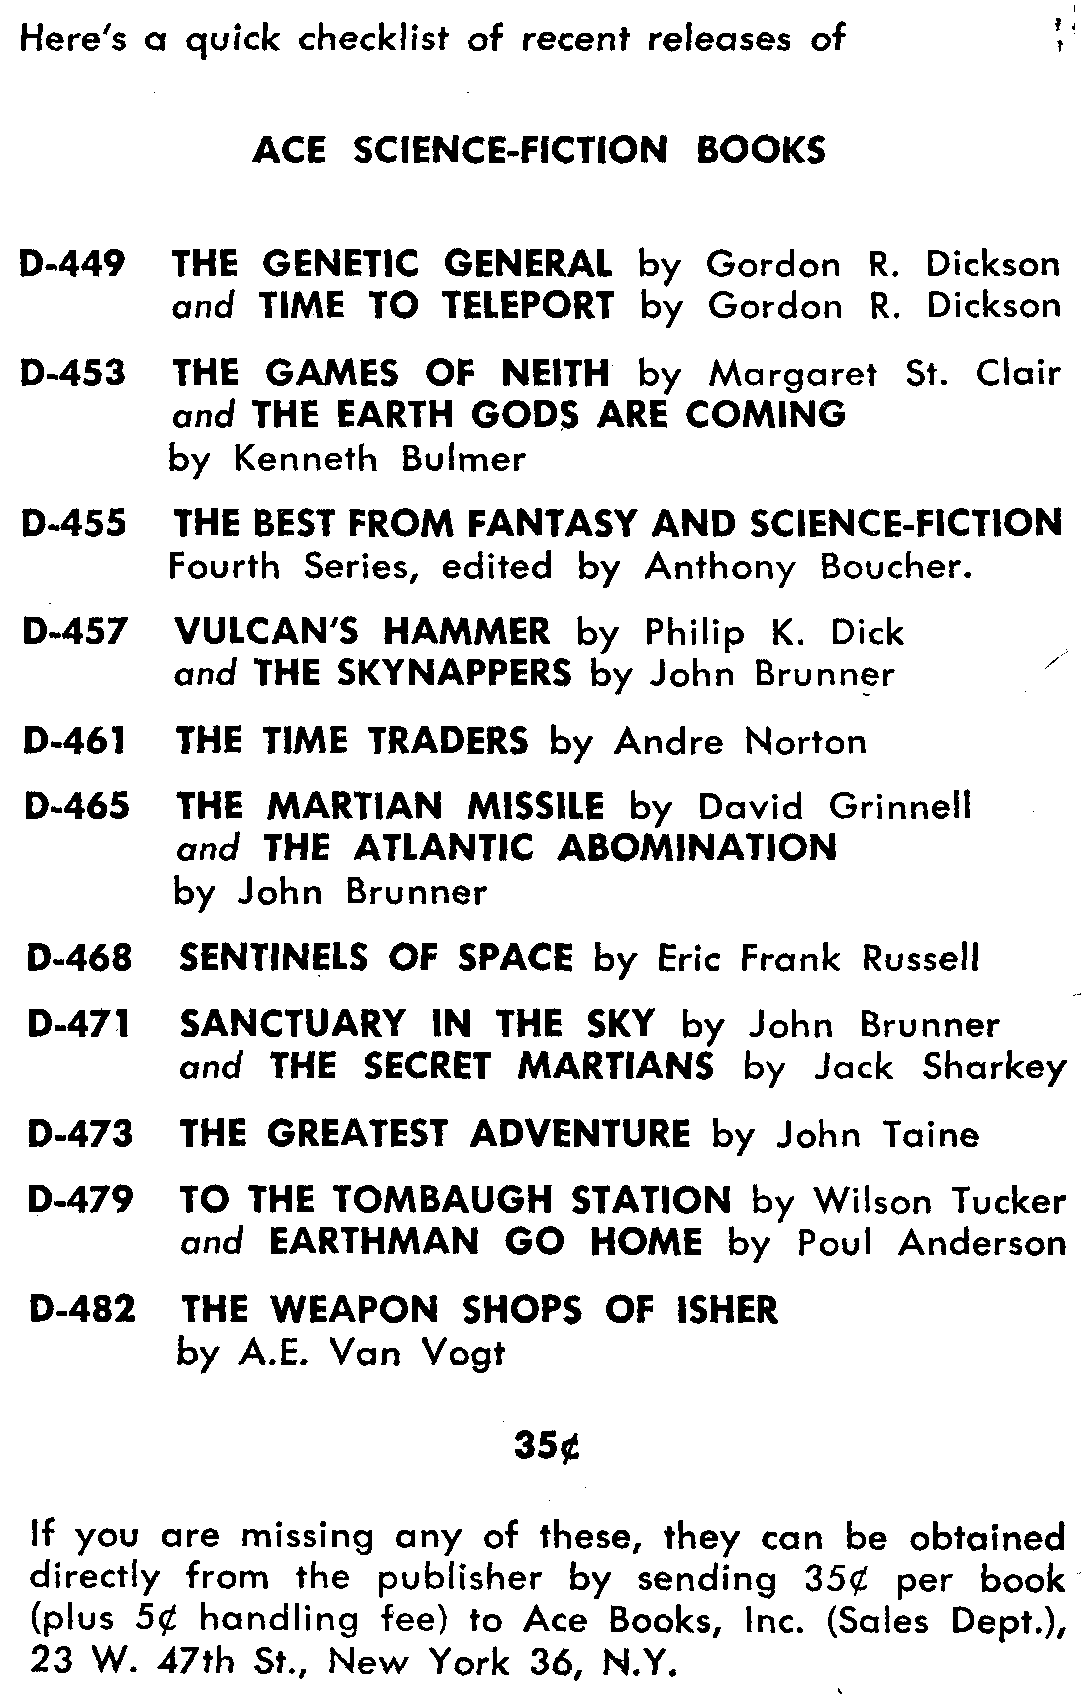 Here's a quick checklist of recent releases of
ACE SCIENCE-FICTION BOOKS
D-449 THE GENETIC GENERAL by Gordon R. Dickson
and TIME TO TELEPORT by Gordon R. Dickson
D-453 THE GAMES OF NEITH by Margaret St. Clair
and THE EARTH GODS ARE COMING
by Kenneth Bulmer
D-455 THE BEST FROM FANTASY AND SCIENCE-FICTION
Fourth Series, edited by Anthony Boucher.
D-457 VULCAN'S HAMMER by Philip K. Dick
and THE SKYNAPPERS by John Brunner
D-461 THE TIME TRADERS by Andre Norton
D-465 THE MARTIAN MISSILE by David Grinnell
and THE ATLANTIC ABOMINATION
by John Brunner
D-468 SENTINELS OF SPACE by Eric Frank Russell
D-471 SANCTUARY IN THE SKY by John Brunner
and THE SECRET MARTIANS by Jack Sharkey
D-473 THE GREATEST ADVENTURE by John Taine
D-479 TO THE TOMBAUGH STATION by Wilson Tucker
and EARTHMAN GO HOME by Poul Anderson
D-482 THE WEAPON SHOPS OF ISHER
by A.E. Van Vogt
35¢
If you are missing any of these, they can be obtained
directly from the publisher by sending 35¢ per book
(plus 5¢ handling fee) to Ace Books, Inc. (Sales Dept.),
23 W. 47th St., New York 36, N.Y.